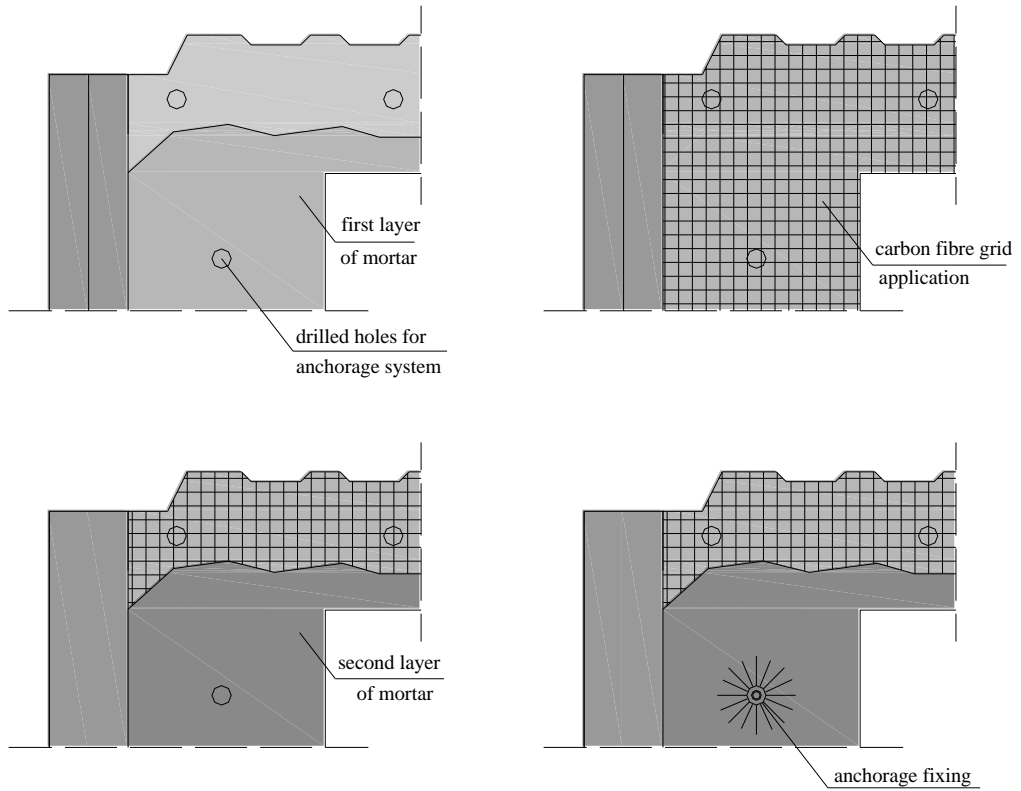 first layer
of mortar
drilled holes for
anchorage system
carbon fibre grid
application
second layer
of mortar
anchorage fixing